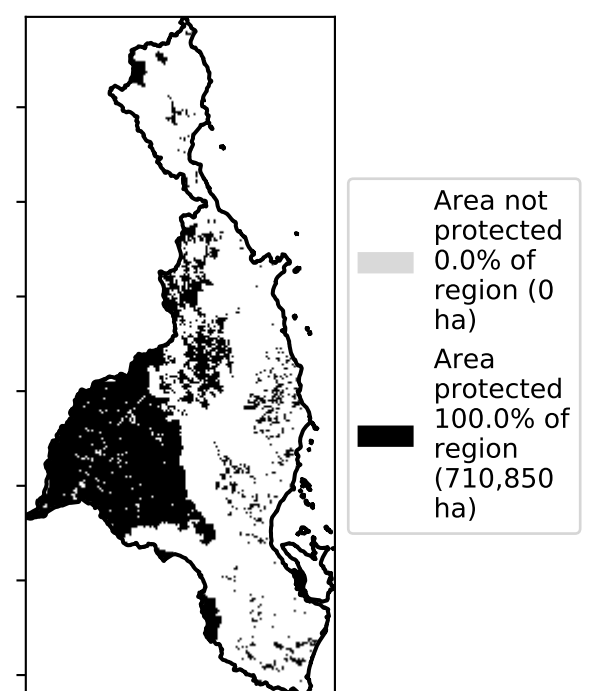 Area not
protected
0.0% of
region (0
ha)
Area
protected
100.0% of
region
(710,850
ha)